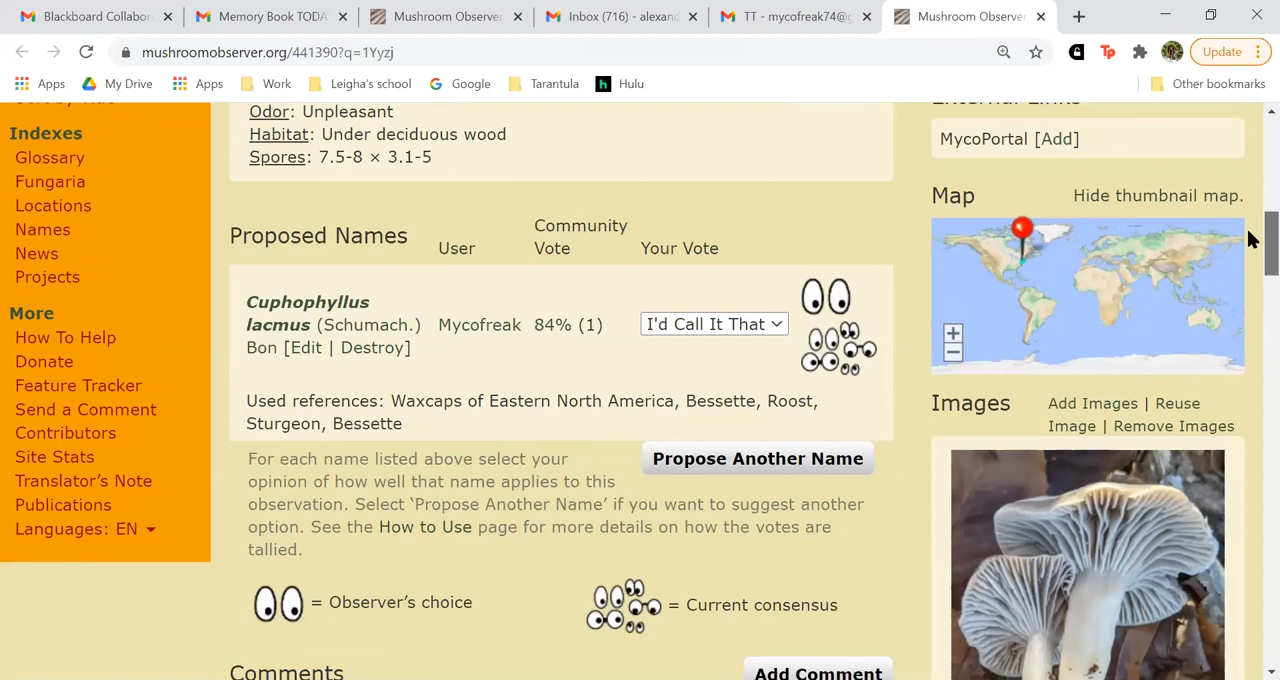 Blackboard Collabo
Memory Book TODA
Mushroom Observer
Inbox (716) - alexand
TT - mycofreak74@g
Mushroom Observe
mushroomobserver.org/441390?q=1Yyzj
Update
Apps
My Drive
Apps
Work
Leigha's school
Google
Tarantula
Hulu
Other bookmarks
Indexes
Glossary
Fungaria
Locations
Names
News
Projects
More
How To Help
Donate
Feature Tracker
Send a Comment
Contributors
Site Stats
Translator's Note
Publications
Languages: EN
Odor: Unpleasant
Habitat: Under deciduous wood
Spores: 7.5-8 × 3.1-5
Proposed Names
User
Community
Vote
Your Vote
Cuphophyllus
lacmus (Schumach.)
Bon [Edit | Destroy]
Mycofreak
84% (1)
I'd Call It That
Used references: Waxcaps of Eastern North America, Bessette, Roost,
Sturgeon, Bessette
For each name listed above select your
opinion of how well that name applies to this
observation. Select 'Propose Another Name' if you want to suggest another
option. See the How to Use page for more details on how the votes are
tallied.
Propose Another Name
= Observer's choice
= Current consensus
Comments
Add Comment
External Links
MycoPortal [Add]
Map
Hide thumbnail map.
Images
Add Images | Reuse
Image | Remove Images